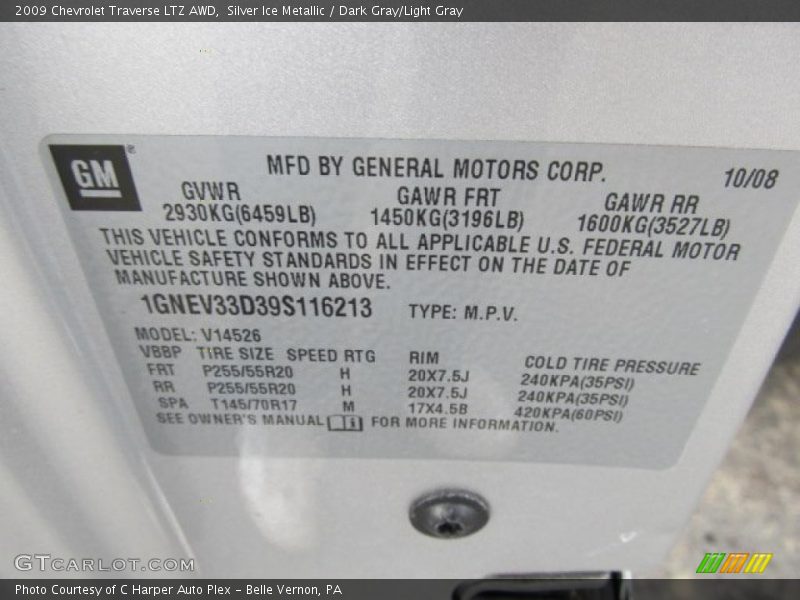 2009 Chevrolet Traverse LTZ AWD, Silver Ice Metallic / Dark Gray/Light Gray
GM®
MFD BY GENERAL MOTORS CORP. 10/08
GVWR GAWR FRT GAWR RR
2930KG(6459LB) 1450KG(3196LB) 1600KG(3527LB)
THIS VEHICLE CONFORMS TO ALL APPLICABLE U.S. FEDERAL MOTOR
VEHICLE SAFETY STANDARDS IN EFFECT ON THE DATE OF
MANUFACTURE SHOWN ABOVE.
1GNEV33D39S116213 TYPE: M.P.V.
MODEL: V14526
VBBP TIRE SIZE SPEED RTG RIM COLD TIRE PRESSURE
FRT P255/55R20 H 20X7.5J 240KPA(35PSI)
RR P255/55R20 H 20X7.5J 240KPA(35PSI)
SPA T145/70R17 M 17X4.5B 420KPA(60PSI)
SEE OWNER'S MANUAL i FOR MORE INFORMATION.
GTCARLOT.COM
Photo Courtesy of C Harper Auto Plex - Belle Vernon, PA